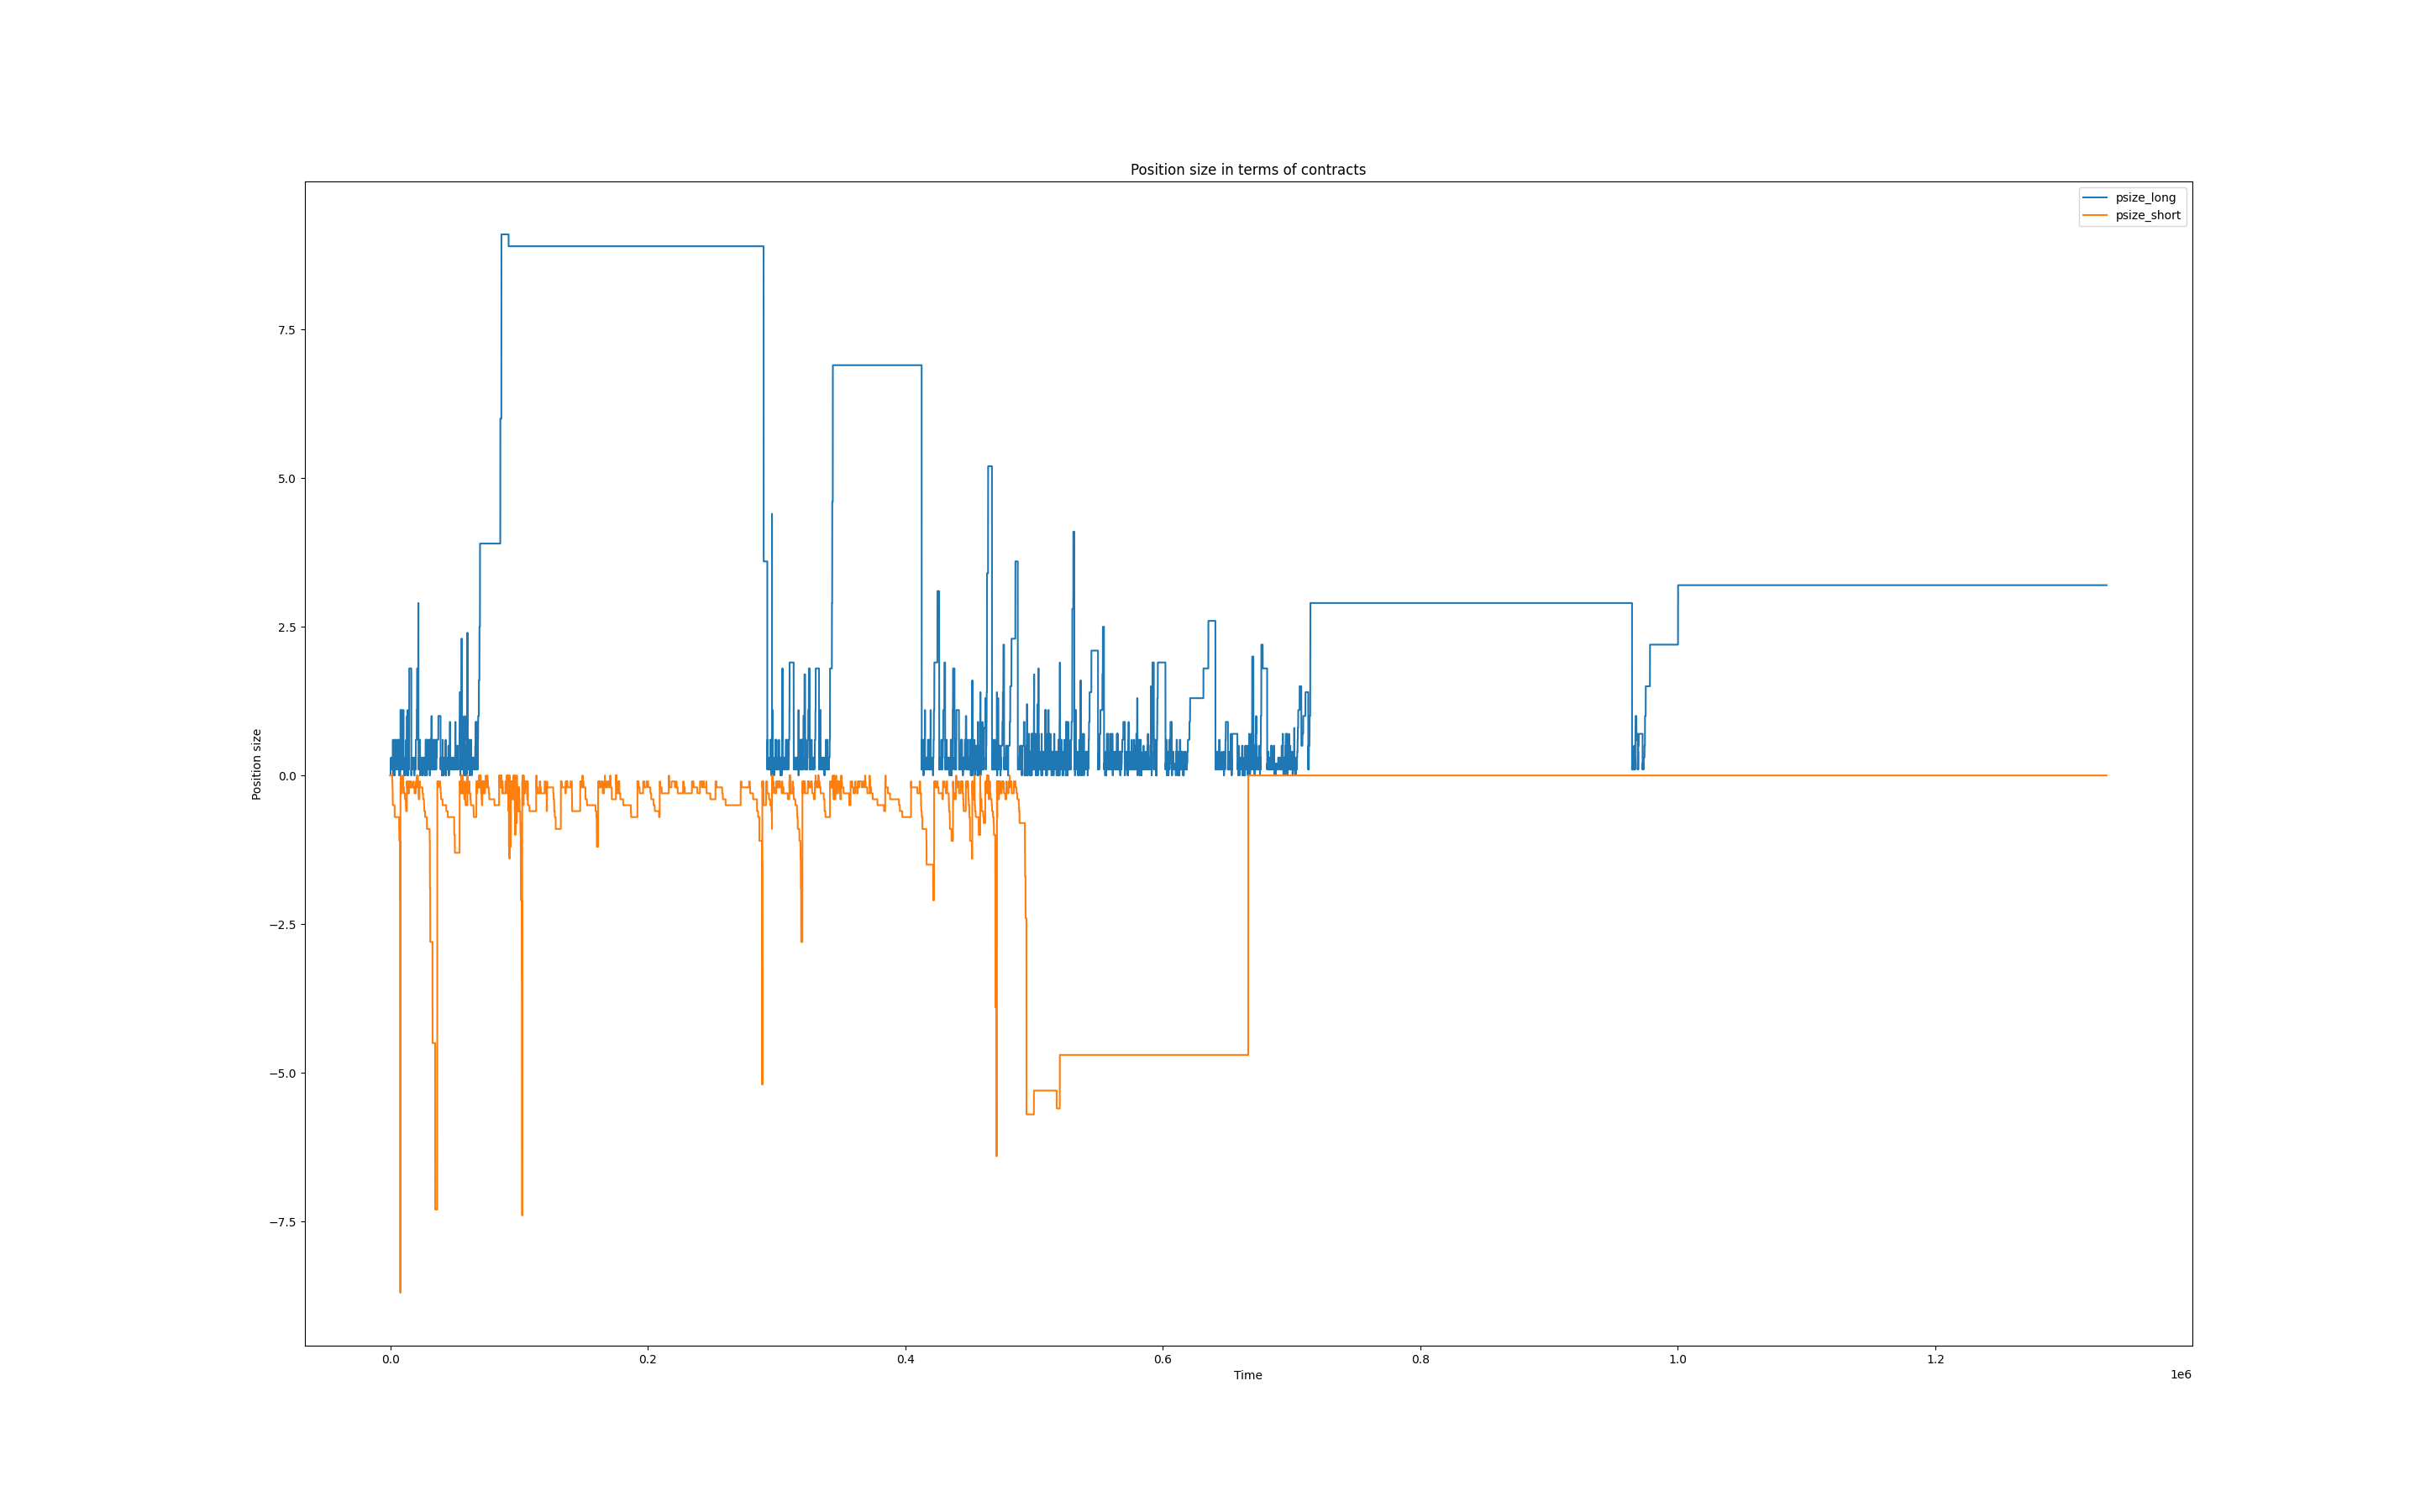 Position size in terms of contracts
psize_long
psize_short
7.5
5.0
2.5
0.0
−2.5
−5.0
−7.5
Position size
0.0 0.2 0.4 0.6 0.8 1.0 1.2
Time
1e6